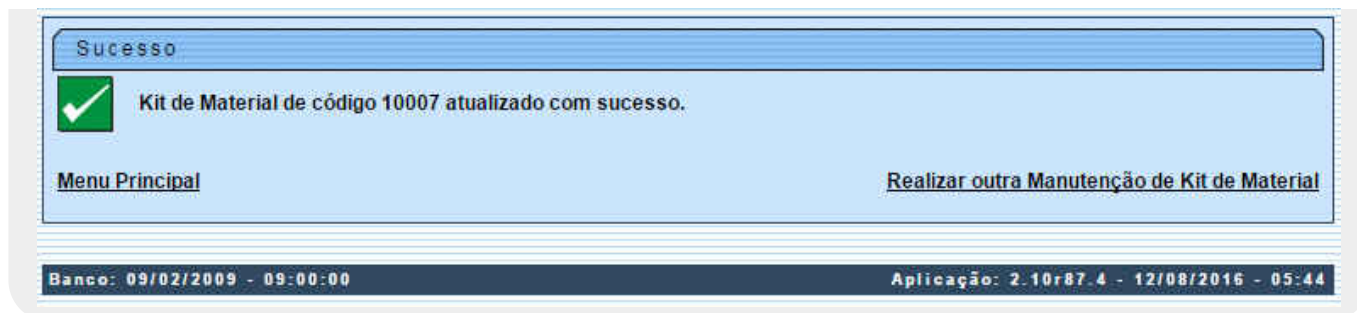 Sucesso
Kit de Material de código 10007 atualizado com sucesso.
Menu Principal Realizar outra Manutenção de Kit de Material
Banco: 09/02/2009 - 09:00:00 Aplicação: 2.10r87.4 - 12/08/2016 - 05:44